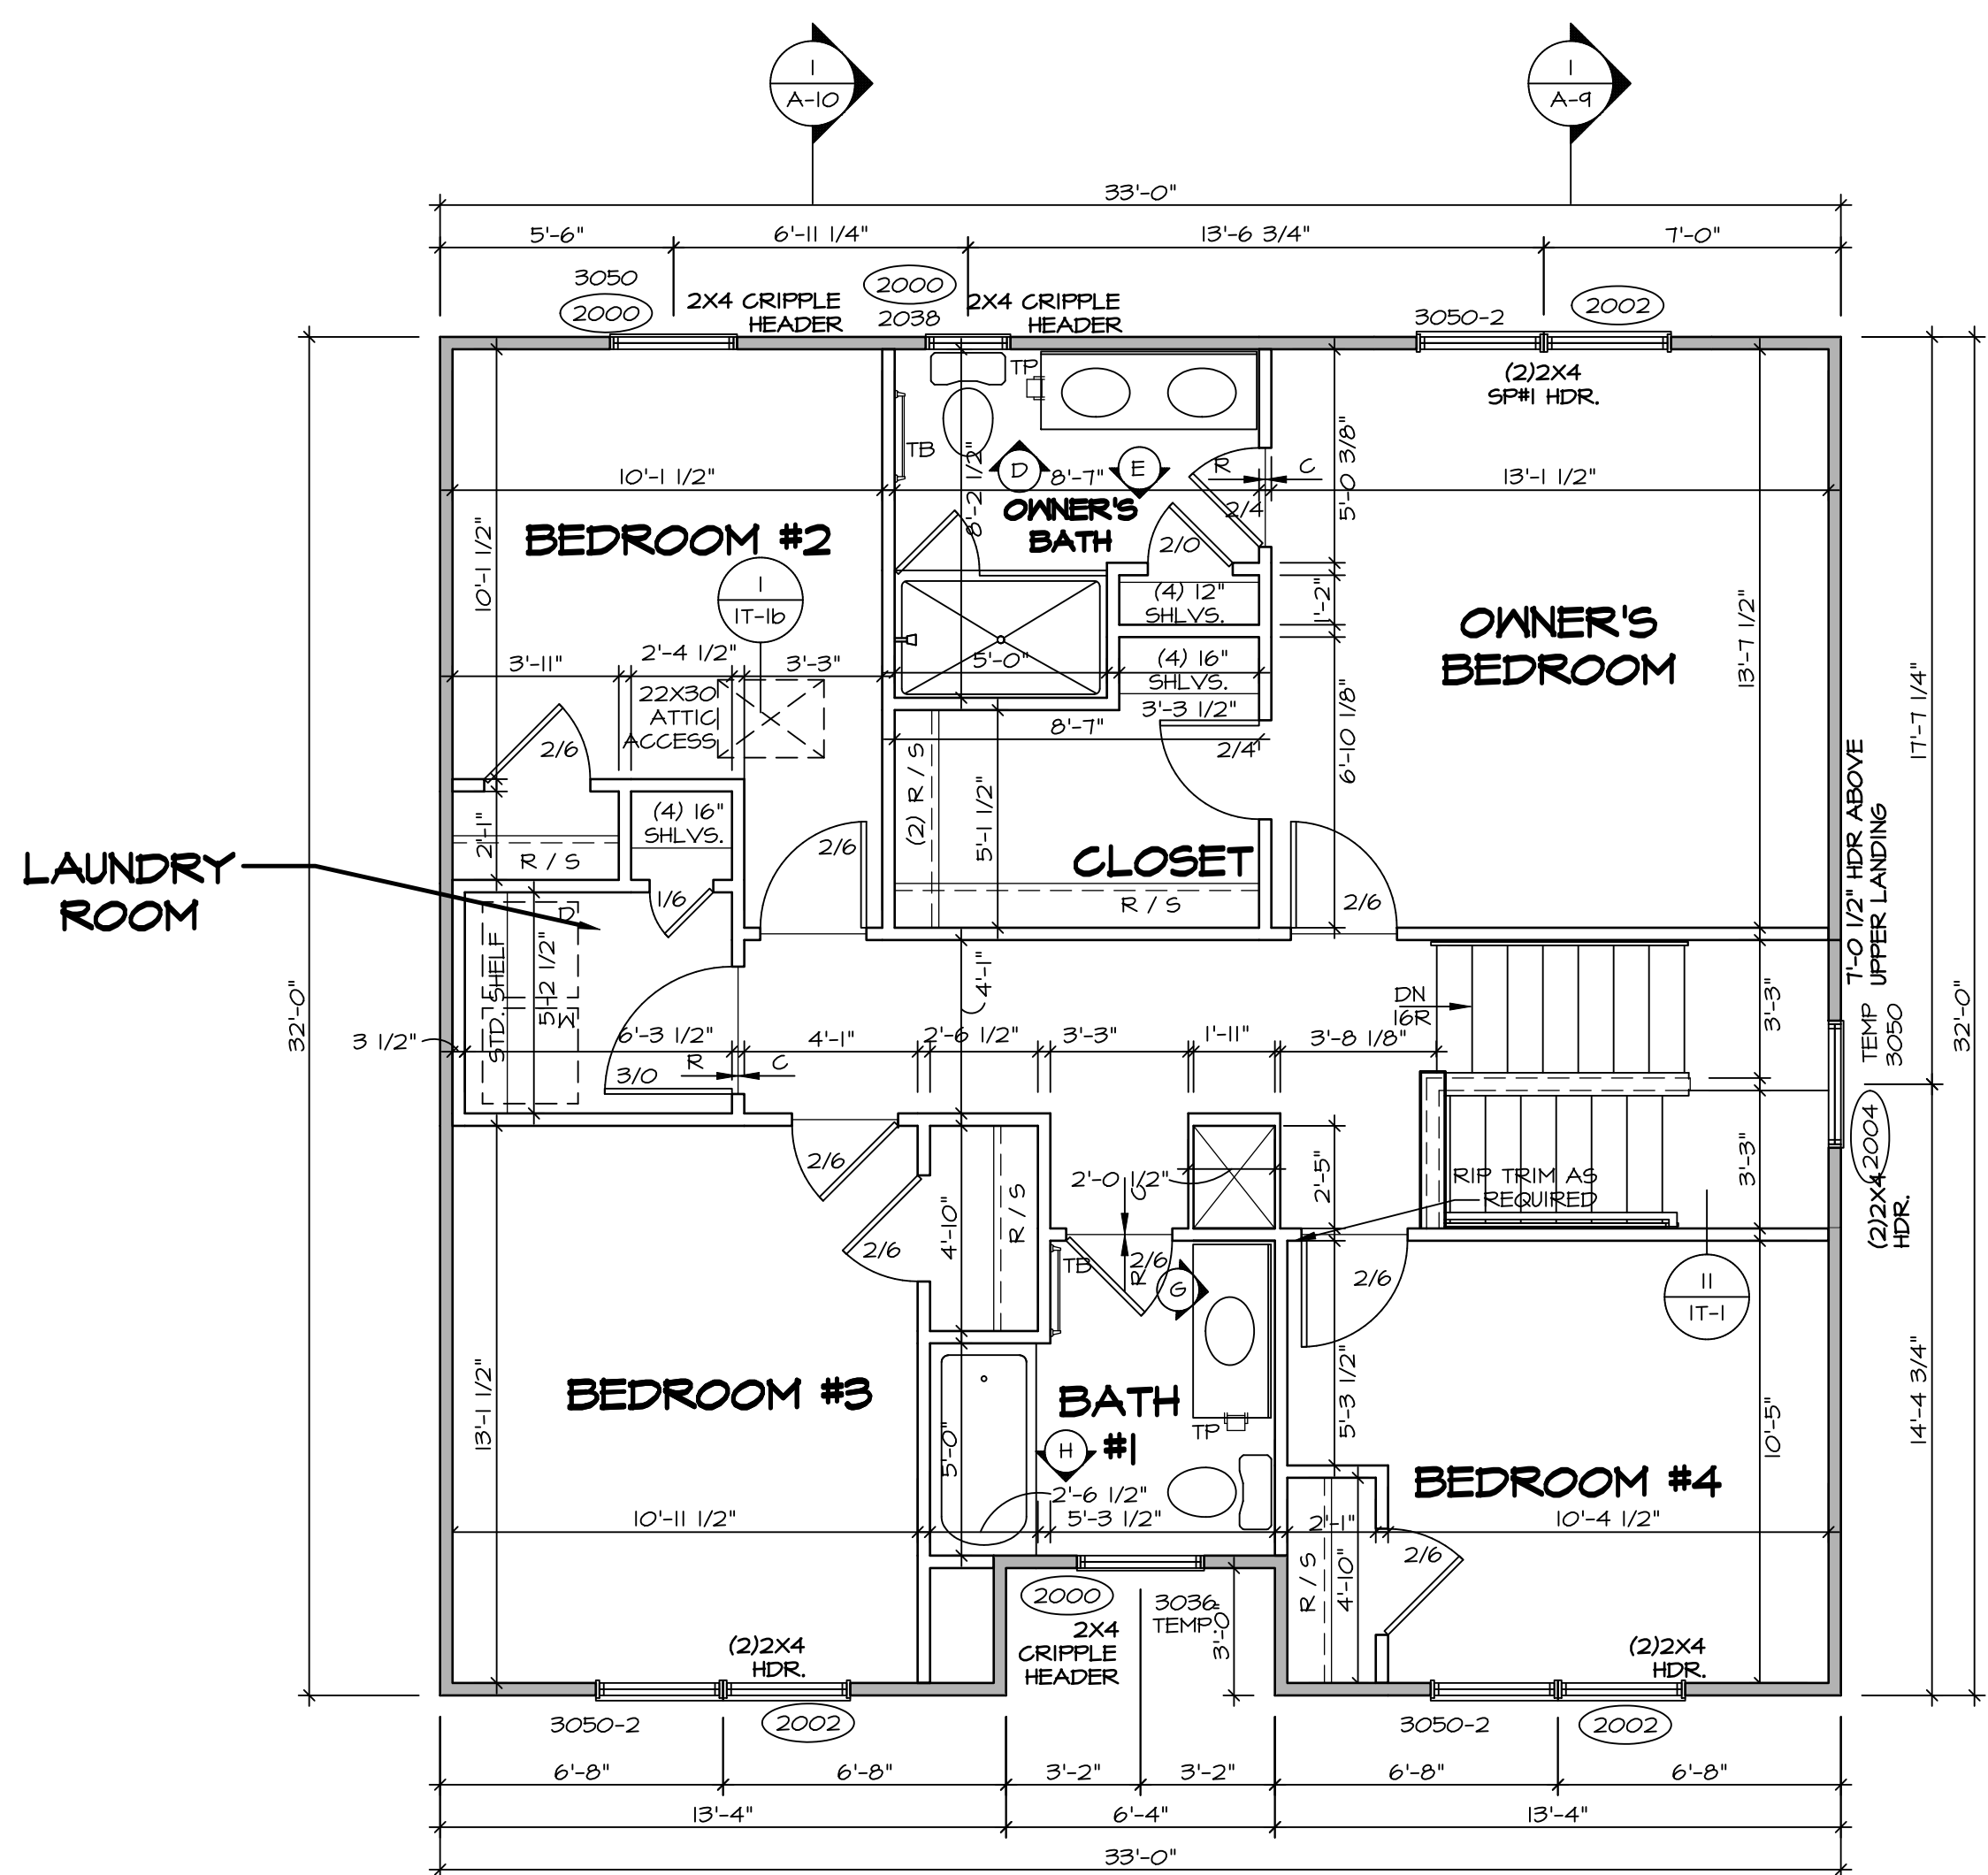 1
A-10
1
A-9
33'-0"
5'-6"
6'-11 1/4"
13'-6 3/4"
7'-0"
3050
2000
2X4 CRIPPLE
HEADER
2000
2038
2X4 CRIPPLE
HEADER
3050-2
2002
(2)2X4
SP#1 HDR.
TP
TB
D
E
R
C
10'-1 1/2"
8'-2 1/2"
8'-7"
5'-0 3/8"
13'-1 1/2"
OWNER'S
BATH
2/4
2/0
BEDROOM #2
10'-1 1/2"
1
1T-1b
(4) 12"
SHLVS.
1'-2"
OWNER'S
BEDROOM
13'-7 1/2"
3'-11"
2'-4 1/2"
3'-3"
5'-0"
(4) 16"
SHLVS.
3'-3 1/2"
22X30
ATTIC
ACCESS
8'-7"
2/4
6'-10 1/8"
2/6
(2) R / S
5'-1 1/2"
17'-7 1/4"
7'-0 1/2" HDR ABOVE
UPPER LANDING
(4) 16"
SHLVS.
2'-1"
R / S
2/6
CLOSET
R / S
2/6
LAUNDRY
ROOM
D
1/6
STD. SHELF
5'-2 1/2"
W
4'-1"
DN
16R
3'-3"
TEMP
3050
32'-0"
32'-0"
3 1/2"
6'-3 1/2"
4'-1"
2'-6 1/2"
3'-3"
1'-11"
3'-8 1/8"
3/0
R
C
2/6
2/6
4'-10"
R / S
2'-0 1/2"
C
R
2'-5"
RIP TRIM AS
REQUIRED
3'-3"
2004
(2)2X4
HDR.
TB
2/6
G
2/6
11
1T-1
BEDROOM #3
13'-1 1/2"
BATH
#1
5'-3 1/2"
14'-4 3/4"
10'-5"
TP
H
5'-0"
BEDROOM #4
2'-6 1/2"
10'-11 1/2"
5'-3 1/2"
2'-1"
10'-4 1/2"
R / S
4'-10"
2/6
2000
3036
TEMP.
3'-0"
2X4
CRIPPLE
HEADER
(2)2X4
HDR.
(2)2X4
HDR.
3050-2
2002
3050-2
2002
6'-8"
6'-8"
3'-2"
3'-2"
6'-8"
6'-8"
13'-4"
6'-4"
13'-4"
33'-0"